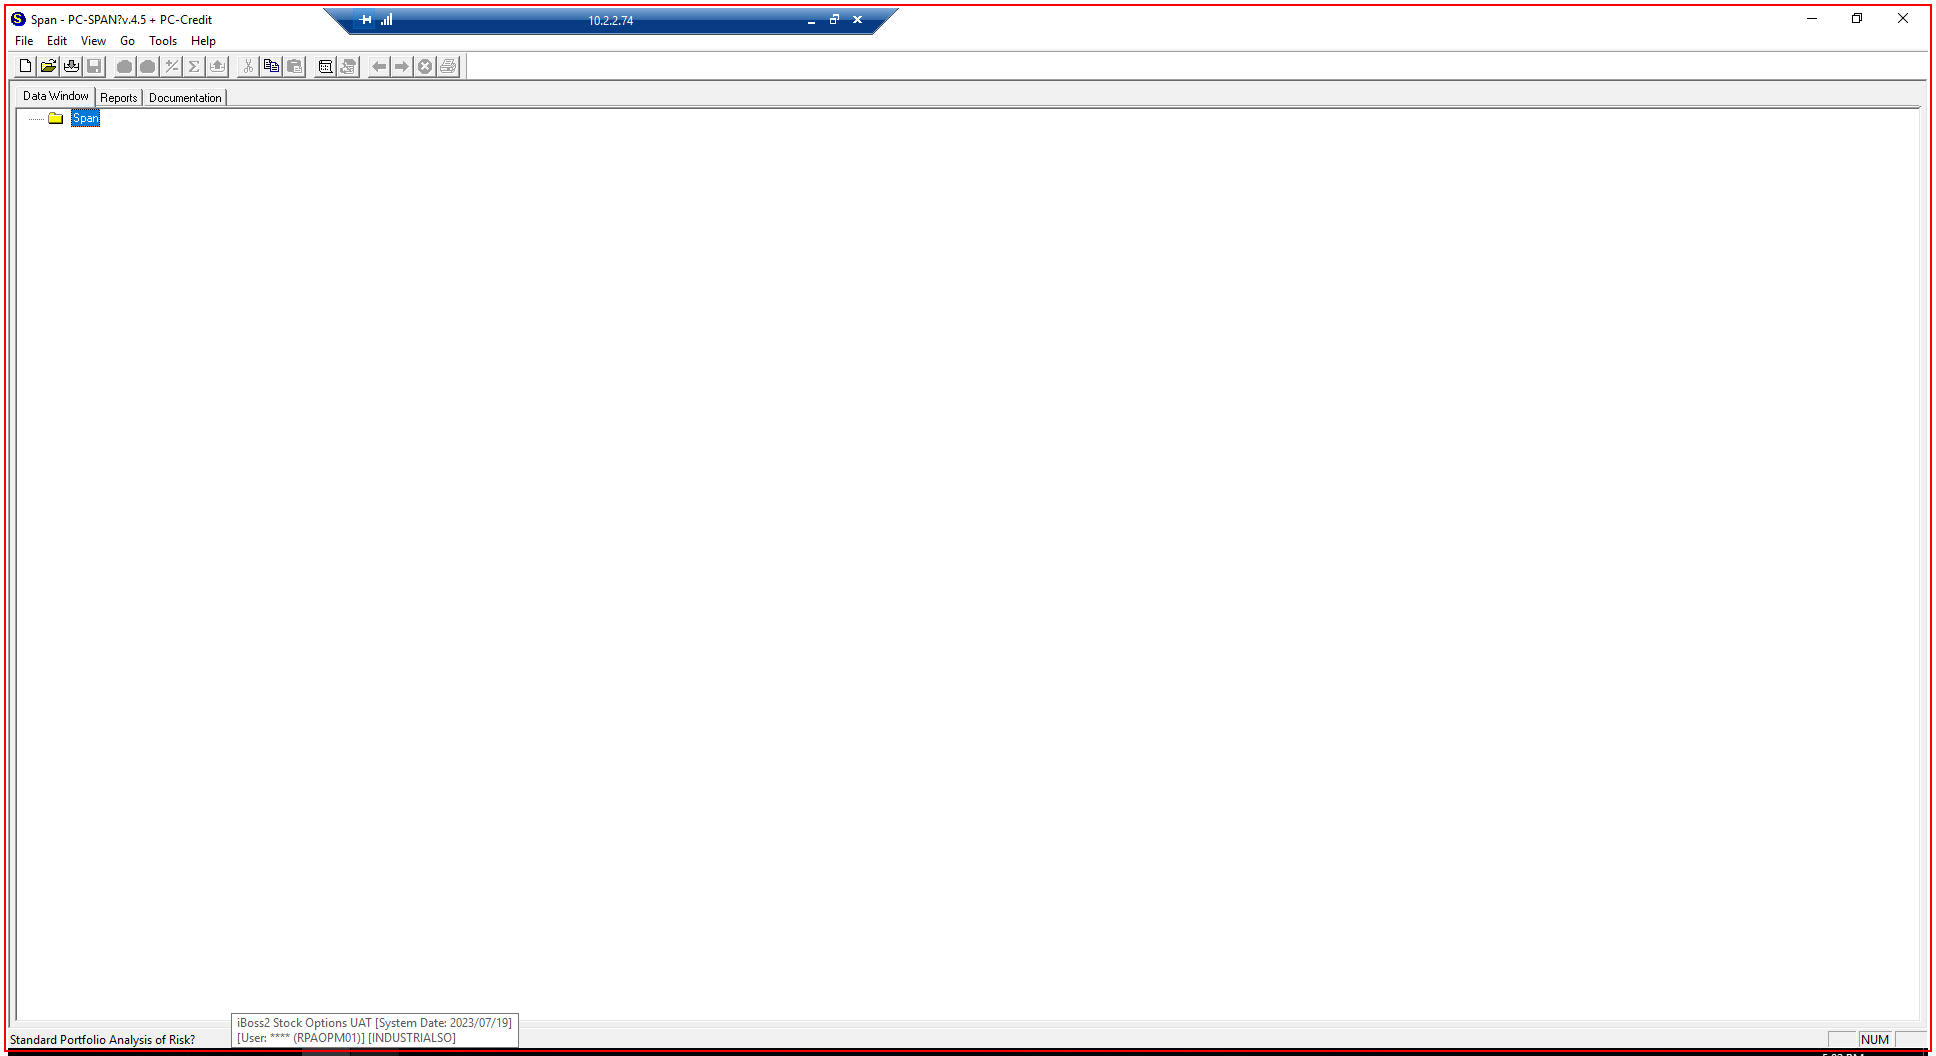 Span - PC-SPAN?v.4.5 + PC-Credit
10.2.2.74
File Edit View Go Tools Help
Data Window Reports Documentation
Span
iBoss2 Stock Options UAT [System Date: 2023/07/19]
[User: **** (RPAOPM01)] [INDUSTRIALSO]
Standard Portfolio Analysis of Risk?
NUM